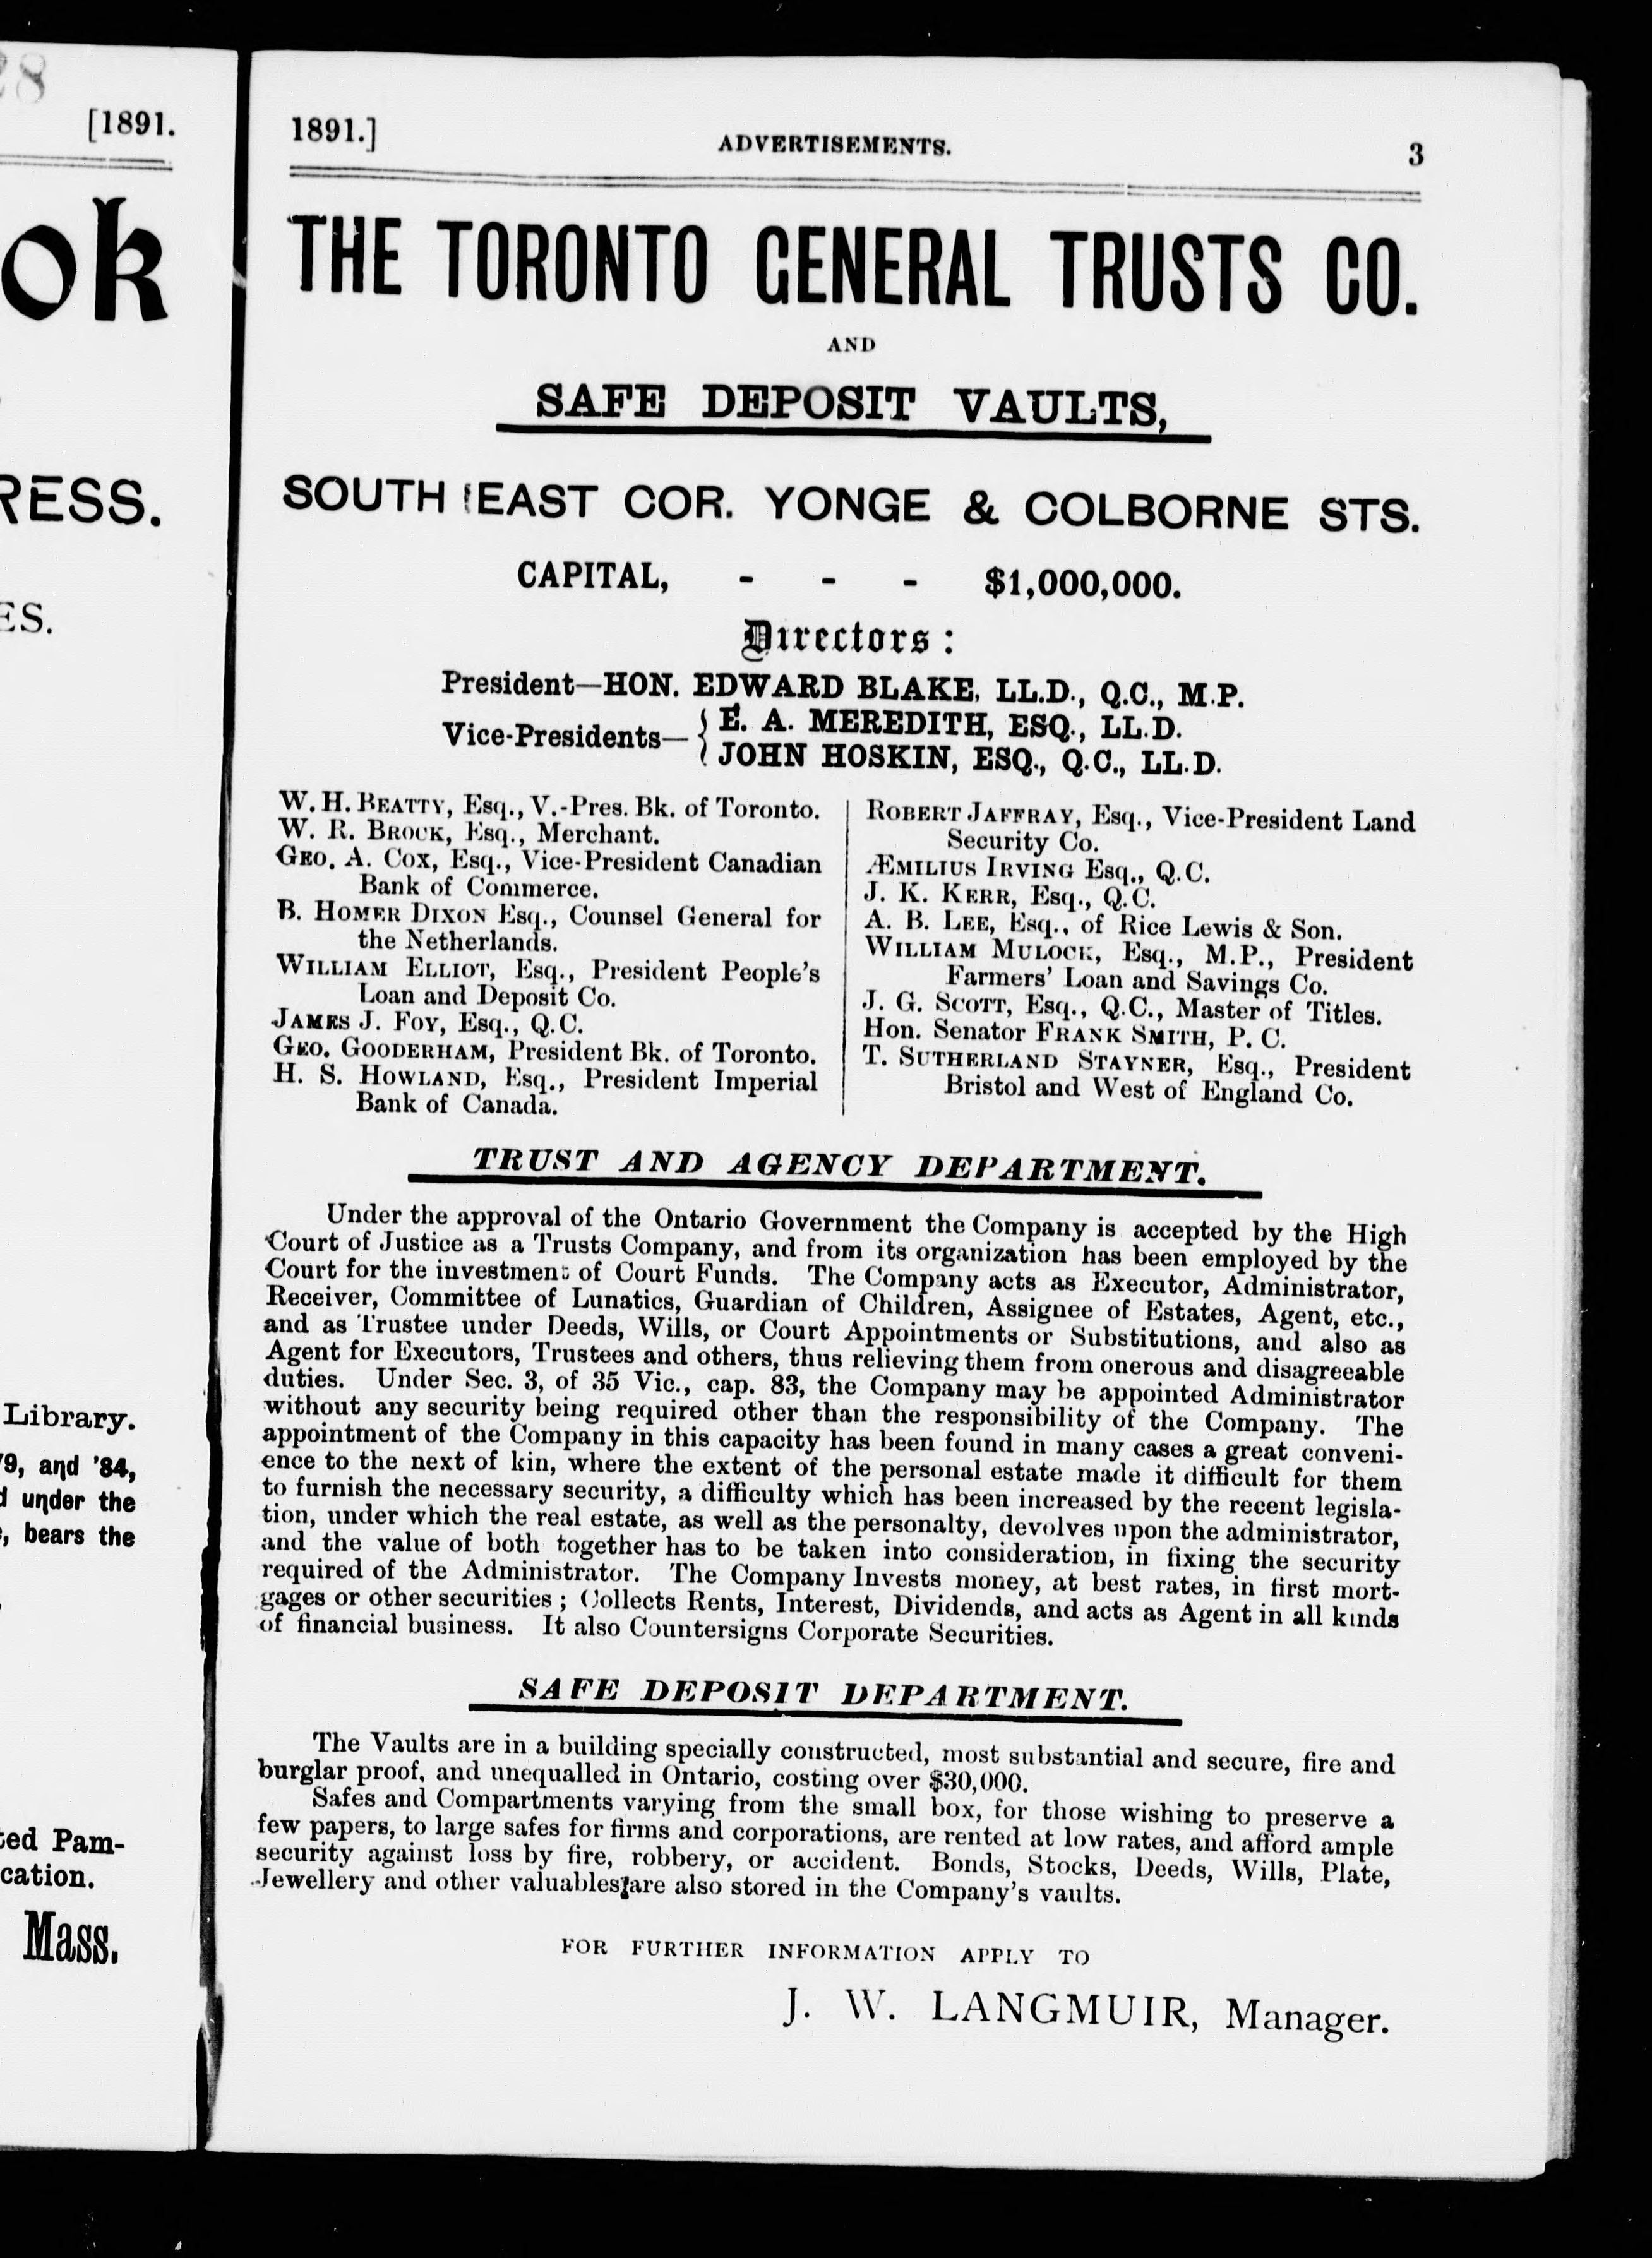 28
[1891.
ok
RESS.
ES.
Library.
'9, and '84,
under the
, bears the
Pam-
cation.
Mass.
1891.] ADVERTISEMENTS. 3
THE TORONTO GENERAL TRUSTS CO.
AND
SAFE DEPOSIT VAULTS,
SOUTH EAST COR. YONGE & COLBORNE STS.
CAPITAL, - - - $1,000,000.
Directors:
President—HON. EDWARD BLAKE, LL.D., Q.C., M.P.
Vice-Presidents— { E. A. MEREDITH, ESQ., LL.D.
JOHN HOSKIN, ESQ., Q.C., LL.D.
W. H. BEATTY, Esq., V.-Pres. Bk. of Toronto.
W. R. BROCK, Esq., Merchant.
GEO. A. COX, Esq., Vice-President Canadian
Bank of Commerce.
B. HOMER DIXON Esq., Counsel General for
the Netherlands.
WILLIAM ELLIOT, Esq., President People's
Loan and Deposit Co.
JAMES J. FOY, Esq., Q.C.
GEO. GOODERHAM, President Bk. of Toronto.
H. S. HOWLAND, Esq., President Imperial
Bank of Canada.
ROBERT JAFFRAY, Esq., Vice-President Land
Security Co.
ÆMILIUS IRVING Esq., Q.C.
J. K. KERR, Esq., Q.C.
A. B. LEE, Esq., of Rice Lewis & Son.
WILLIAM MULOCK, Esq., M.P., President
Farmers' Loan and Savings Co.
J. G. SCOTT, Esq., Q.C., Master of Titles.
Hon. Senator FRANK SMITH, P. C.
T. SUTHERLAND STAYNER, Esq., President
Bristol and West of England Co.
TRUST AND AGENCY DEPARTMENT.
Under the approval of the Ontario Government the Company is accepted by the High
Court of Justice as a Trusts Company, and from its organization has been employed by the
Court for the investment of Court Funds. The Company acts as Executor, Administrator,
Receiver, Committee of Lunatics, Guardian of Children, Assignee of Estates, Agent, etc.,
and as Trustee under Deeds, Wills, or Court Appointments or Substitutions, and also as
Agent for Executors, Trustees and others, thus relieving them from onerous and disagreeable
duties. Under Sec. 3, of 35 Vic., cap. 83, the Company may be appointed Administrator
without any security being required other than the responsibility of the Company. The
appointment of the Company in this capacity has been found in many cases a great conveni-
ence to the next of kin, where the extent of the personal estate made it difficult for them
to furnish the necessary security, a difficulty which has been increased by the recent legisla-
tion, under which the real estate, as well as the personalty, devolves upon the administrator,
and the value of both together has to be taken into consideration, in fixing the security
required of the Administrator. The Company Invests money, at best rates, in first mort-
gages or other securities; Collects Rents, Interest, Dividends, and acts as Agent in all kinds
of financial business. It also Countersigns Corporate Securities.
SAFE DEPOSIT DEPARTMENT.
The Vaults are in a building specially constructed, most substantial and secure, fire and
burglar proof, and unequalled in Ontario, costing over $30,000.
Safes and Compartments varying from the small box, for those wishing to preserve a
few papers, to large safes for firms and corporations, are rented at low rates, and afford ample
security against loss by fire, robbery, or accident. Bonds, Stocks, Deeds, Wills, Plate,
Jewellery and other valuables are also stored in the Company's vaults.
FOR FURTHER INFORMATION APPLY TO
J. W. LANGMUIR, Manager.